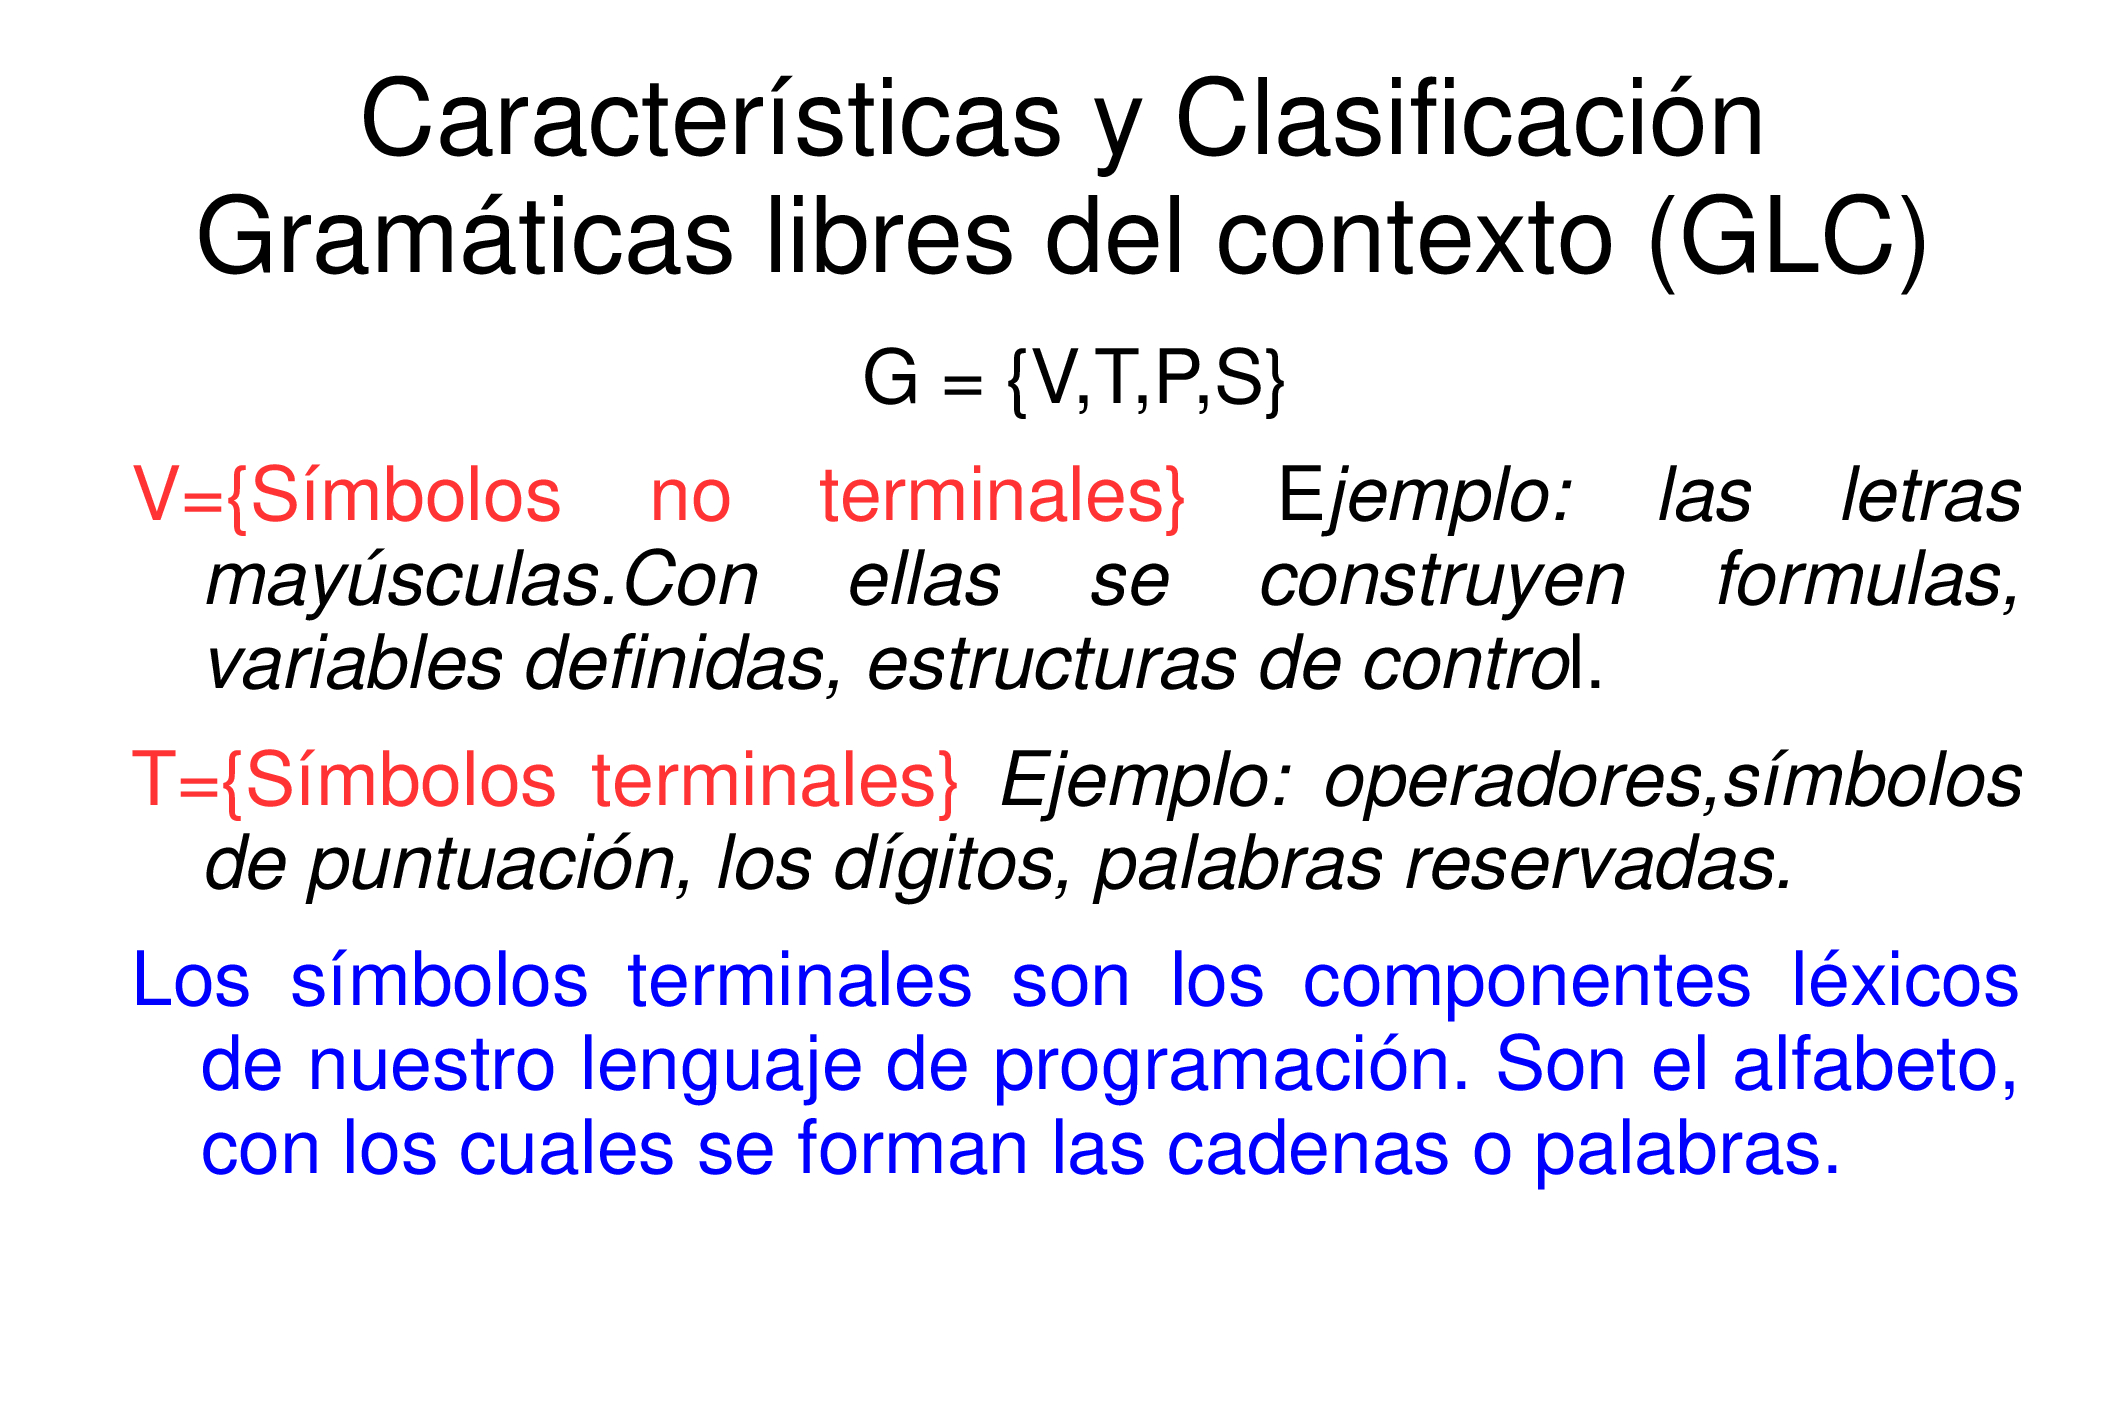 Características y Clasificación
Gramáticas libres del contexto (GLC)
G = {V,T,P,S}
V={Símbolos no terminales} Ejemplo: las letras
mayúsculas.Con ellas se construyen formulas,
variables definidas, estructuras de control.
T={Símbolos terminales} Ejemplo: operadores,símbolos
de puntuación, los dígitos, palabras reservadas.
Los símbolos terminales son los componentes léxicos
de nuestro lenguaje de programación. Son el alfabeto,
con los cuales se forman las cadenas o palabras.